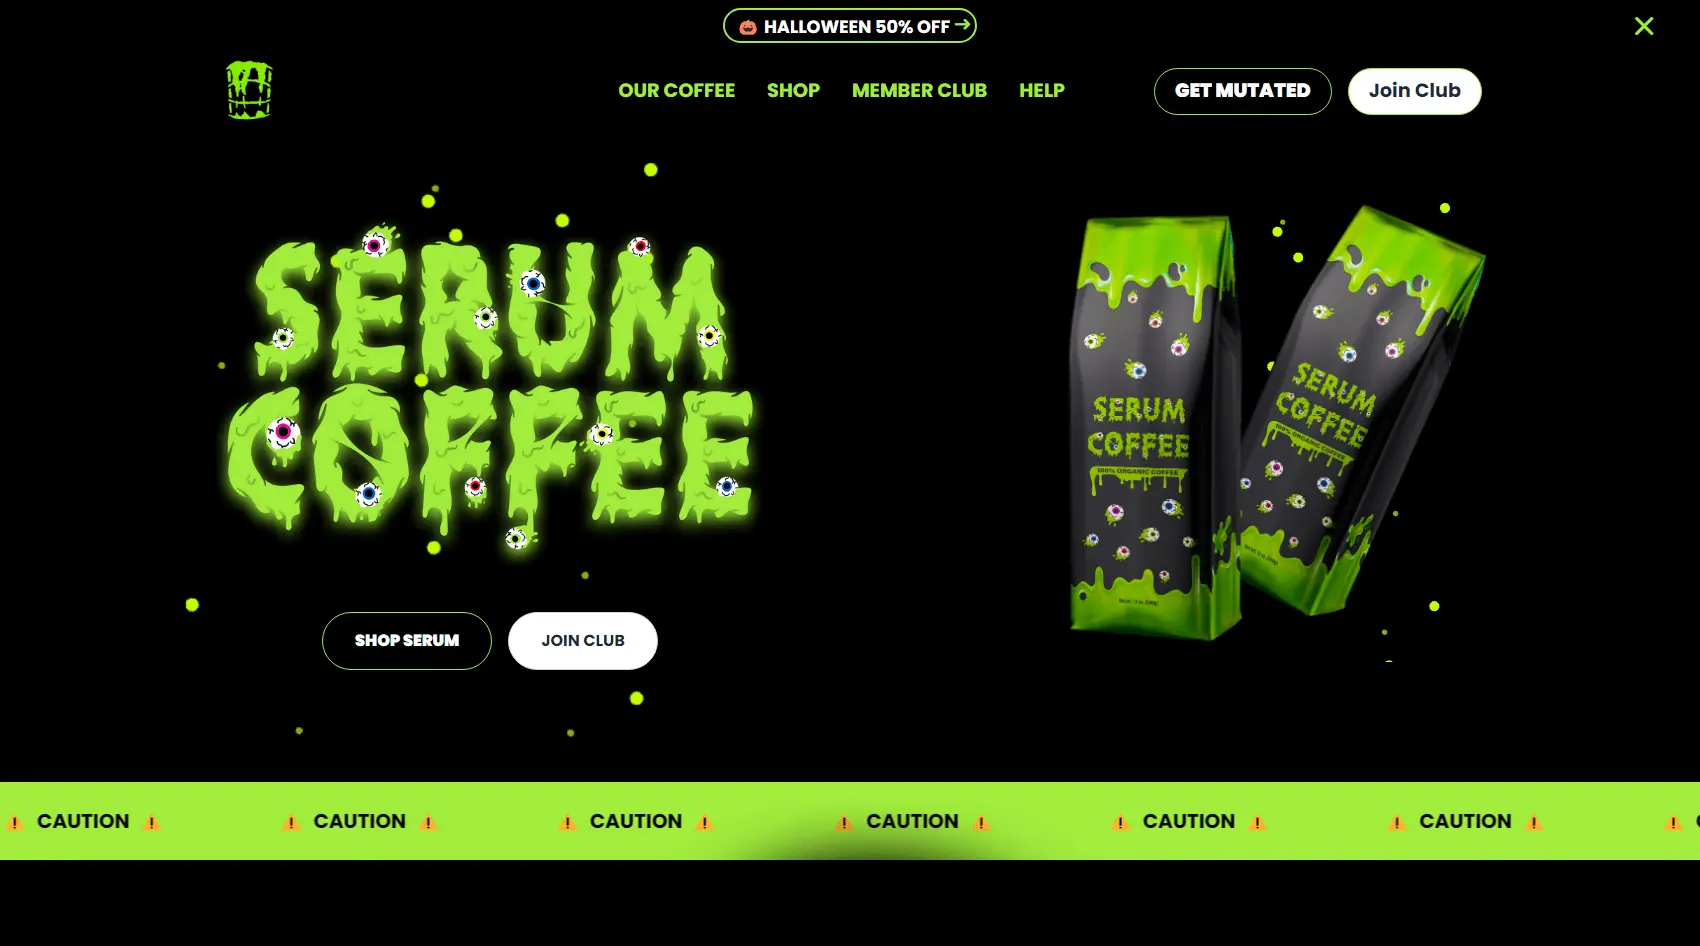 🎃 HALLOWEEN 50% OFF →
OUR COFFEE SHOP MEMBER CLUB HELP
GET MUTATED Join Club
SERUM
COFFEE
SERUM
COFFEE
100% ORGANIC COFFEE
SERUM
COFFEE
100% ORGANIC COFFEE
SHOP SERUM JOIN CLUB
⚠ CAUTION ⚠ ⚠ CAUTION ⚠ ⚠ CAUTION ⚠ ⚠ CAUTION ⚠ ⚠ CAUTION ⚠ ⚠ CAUTION ⚠ ⚠